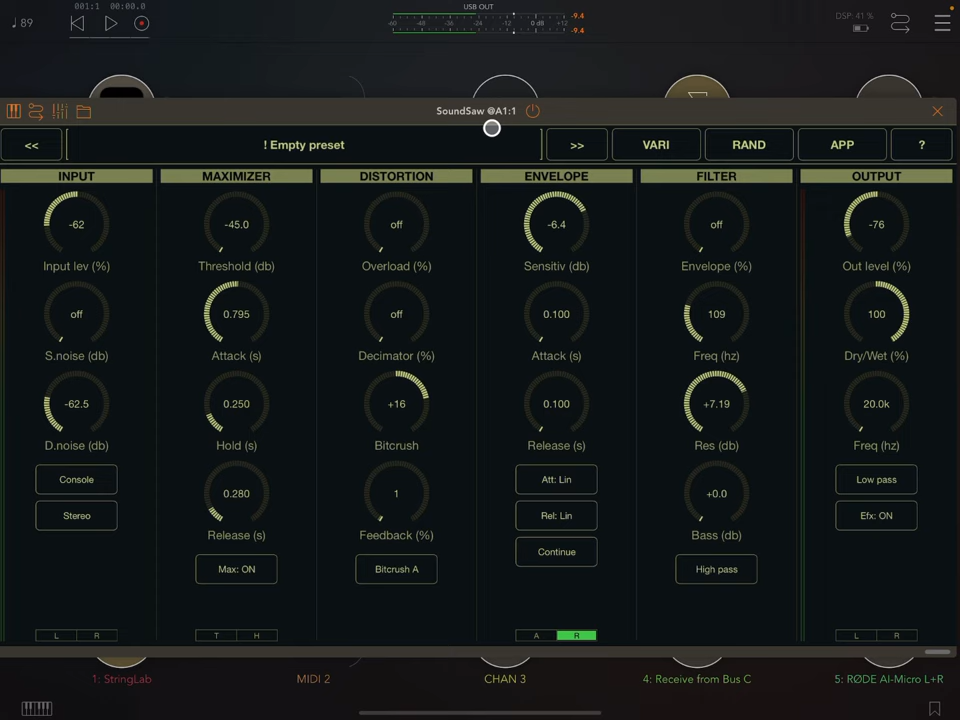 ♩ 89
001:1 00:00.0
USB OUT
-60 -48 -36 -24 -12 0 dB +12
-9.4
-9.4
DSP: 41 %
SoundSaw @A1:1
<<
! Empty preset
>>
VARI
RAND
APP
?
INPUT
-62
Input lev (%)
off
S.noise (db)
-62.5
D.noise (db)
Console
Stereo
L R
MAXIMIZER
-45.0
Threshold (db)
0.795
Attack (s)
0.250
Hold (s)
0.280
Release (s)
Max: ON
T H
DISTORTION
off
Overload (%)
off
Decimator (%)
+16
Bitcrush
1
Feedback (%)
Bitcrush A
ENVELOPE
-6.4
Sensitiv (db)
0.100
Attack (s)
0.100
Release (s)
Att: Lin
Rel: Lin
Continue
A R
FILTER
off
Envelope (%)
109
Freq (hz)
+7.19
Res (db)
+0.0
Bass (db)
High pass
OUTPUT
-76
Out level (%)
100
Dry/Wet (%)
20.0k
Freq (hz)
Low pass
Efx: ON
L R
1: StringLab
MIDI 2
CHAN 3
4: Receive from Bus C
5: RØDE AI-Micro L+R